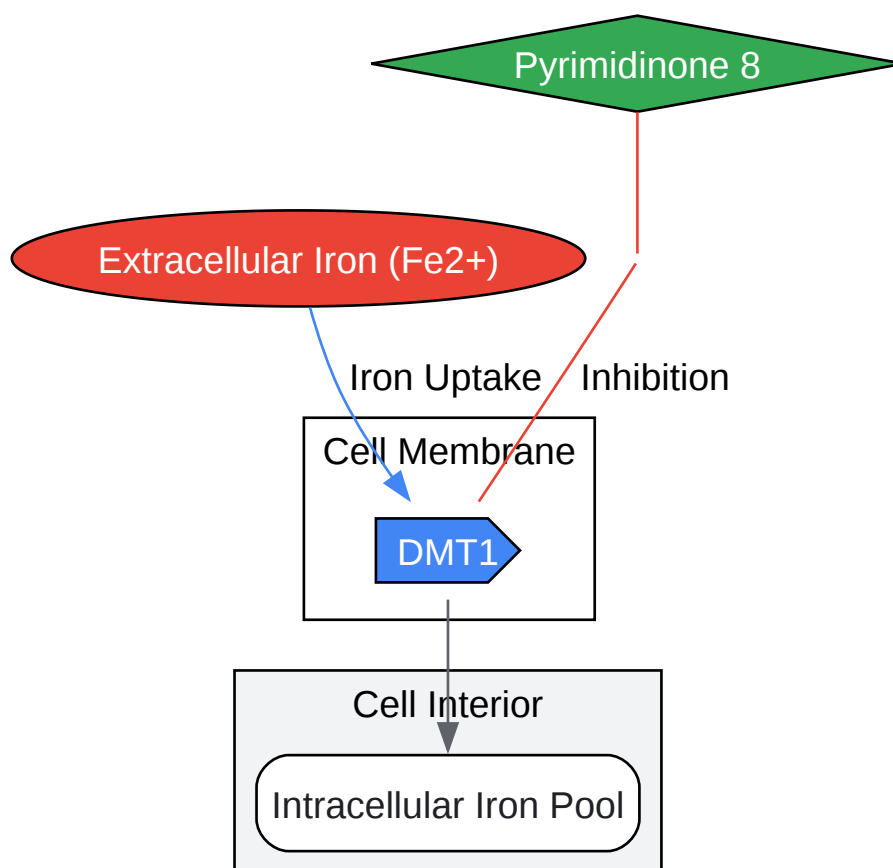 Pyrimidinone 8
Extracellular Iron (Fe2+)
Iron Uptake
Inhibition
Cell Membrane
DMT1
Cell Interior
Intracellular Iron Pool